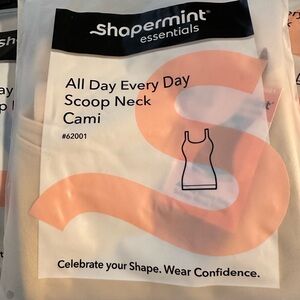 shapermint
essentials
All Day Every Day
Scoop Neck
Cami
#62001
Celebrate your Shape. Wear Confidence.